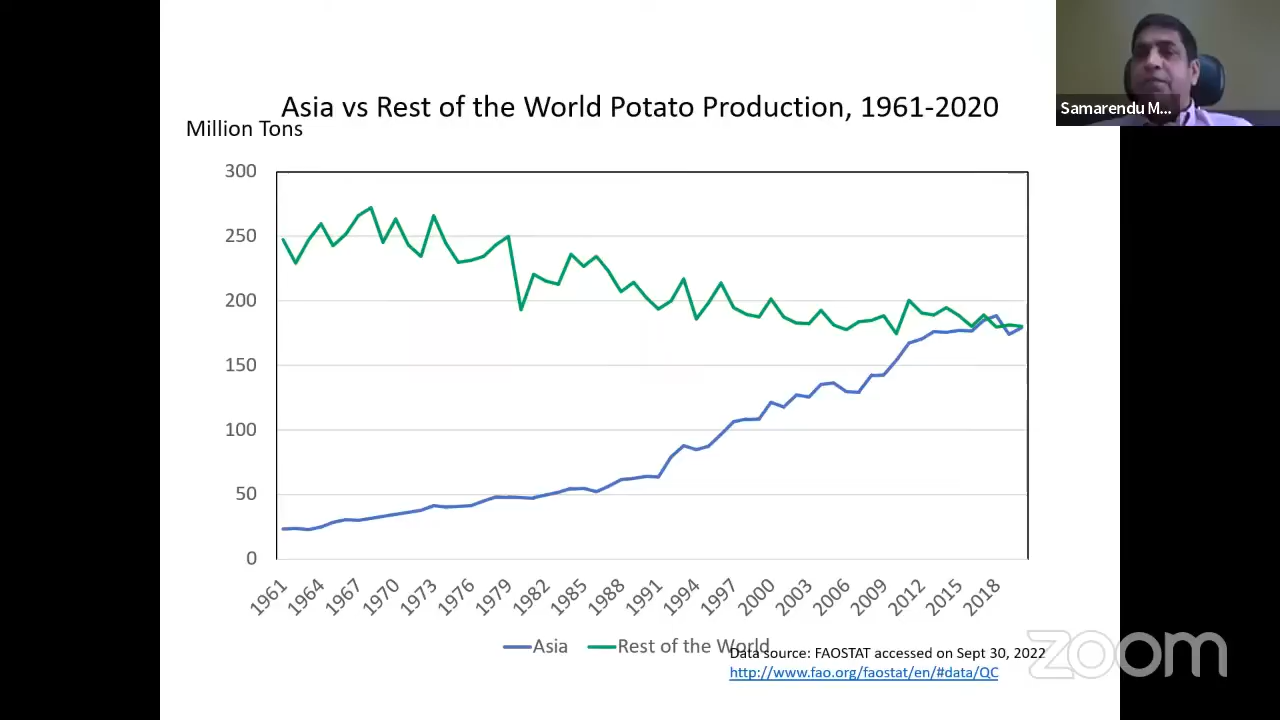 Samarendu M...
Asia vs Rest of the World Potato Production, 1961-2020
Million Tons
300
250
200
150
100
50
0
1961 1964 1967 1970 1973 1976 1979 1982 1985 1988 1991 1994 1997 2000 2003 2006 2009 2012 2015 2018
Asia Rest of the World
Data source: FAOSTAT accessed on Sept 30, 2022
http://www.fao.org/faostat/en/#data/QC
zoom